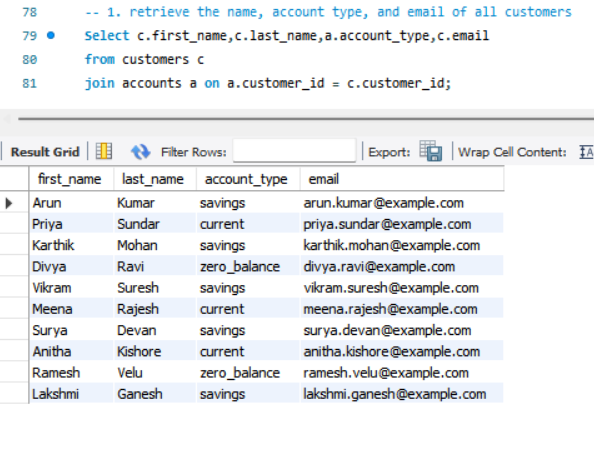 78 -- 1. retrieve the name, account type, and email of all customers
79 Select c.first_name,c.last_name,a.account_type,c.email
80 from customers c
81 join accounts a on a.customer_id = c.customer_id;
Result Grid Filter Rows: Export: Wrap Cell Content: IA
first_name last_name account_type email
Arun Kumar savings arun.kumar@example.com
Priya Sundar current priya.sundar@example.com
Karthik Mohan savings karthik.mohan@example.com
Divya Ravi zero_balance divya.ravi@example.com
Vikram Suresh savings vikram.suresh@example.com
Meena Rajesh current meena.rajesh@example.com
Surya Devan savings surya.devan@example.com
Anitha Kishore current anitha.kishore@example.com
Ramesh Velu zero_balance ramesh.velu@example.com
Lakshmi Ganesh savings lakshmi.ganesh@example.com